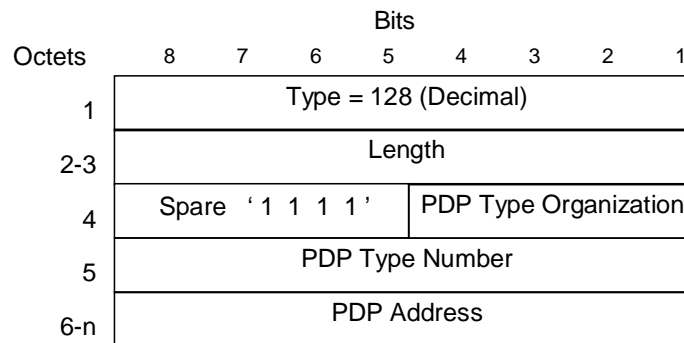 Bits
Octets 8 7 6 5 4 3 2 1
1 Type = 128 (Decimal)
2-3 Length
4 Spare ‘ 1 1 1 1 ’ PDP Type Organization
5 PDP Type Number
6-n PDP Address